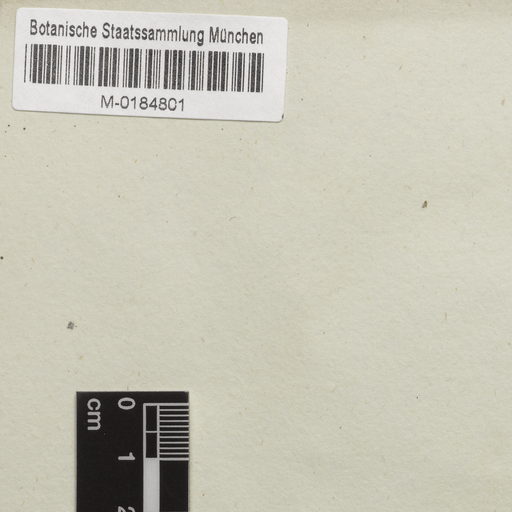 Botanische Staatssammlung München
M-0184801
cm
0
1
2